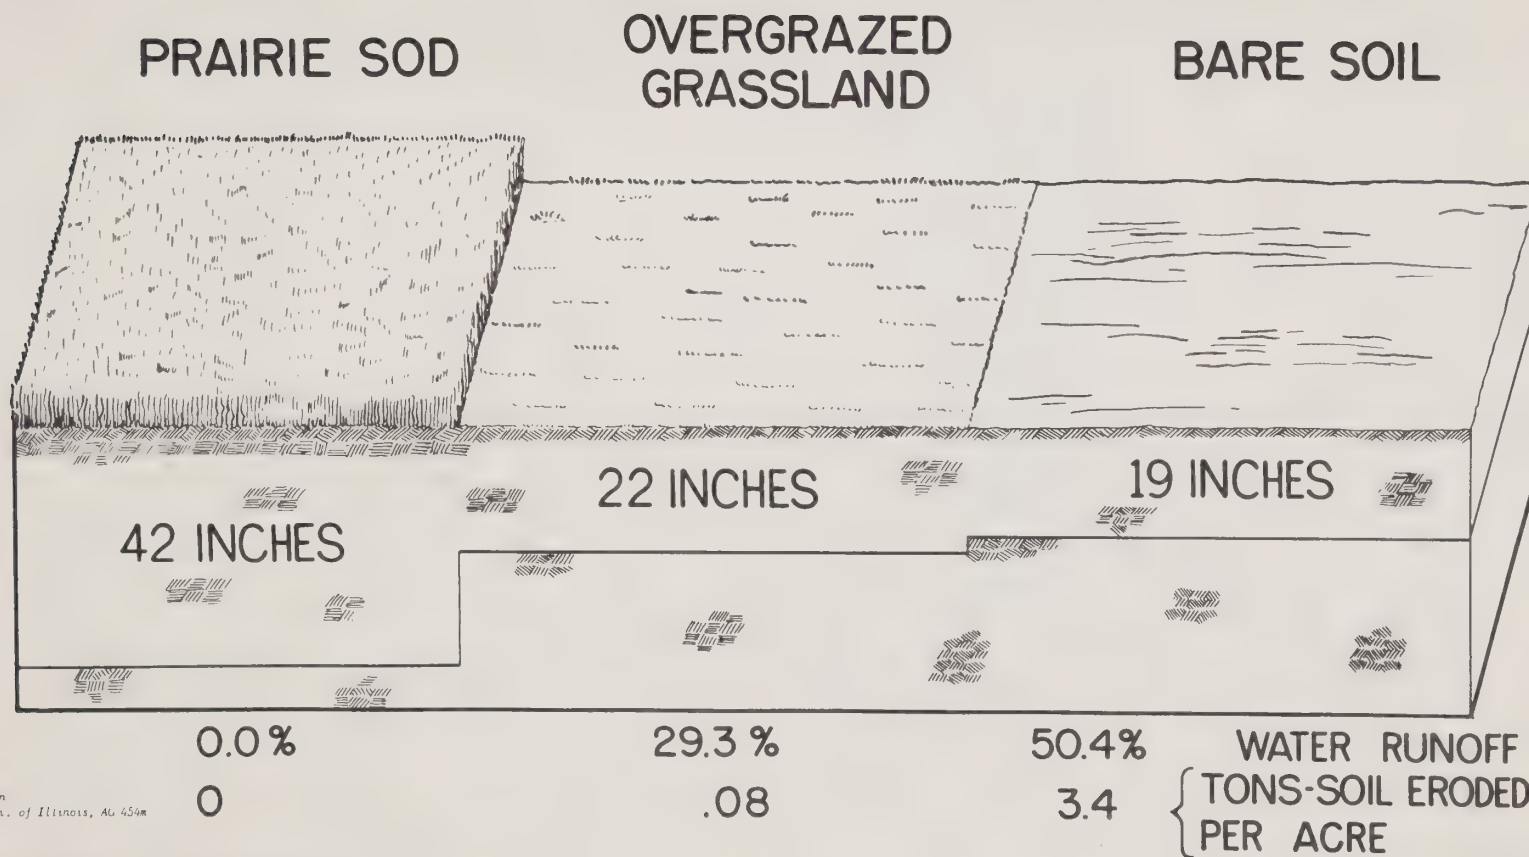 PRAIRIE SOD
OVERGRAZED
GRASSLAND
BARE SOIL
42 INCHES
22 INCHES
19 INCHES
0.0% 29.3% 50.4% WATER RUNOFF
0 .08 3.4 TONS-SOIL ERODED
PER ACRE
of Illinois, AG 454m